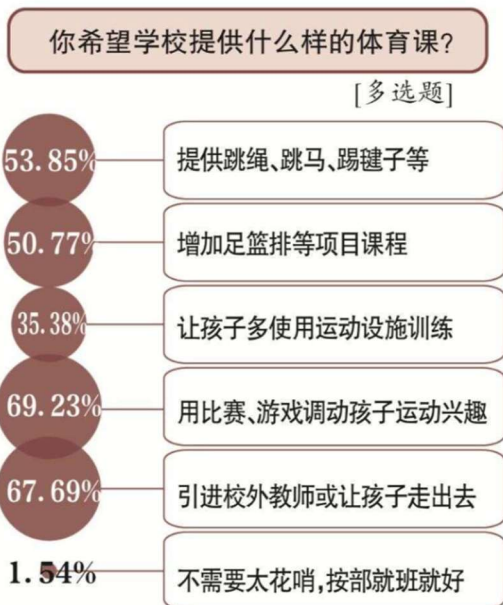 你希望学校提供什么样的体育课?
[多选题]
53.85% 提供跳绳、跳马、踢毽子等
50.77% 增加足篮排等项目课程
35.38% 让孩子多使用运动设施训练
69.23% 用比赛、游戏调动孩子运动兴趣
67.69% 引进校外教师或让孩子走出去
1.54% 不需要太花哨,按部就班就好